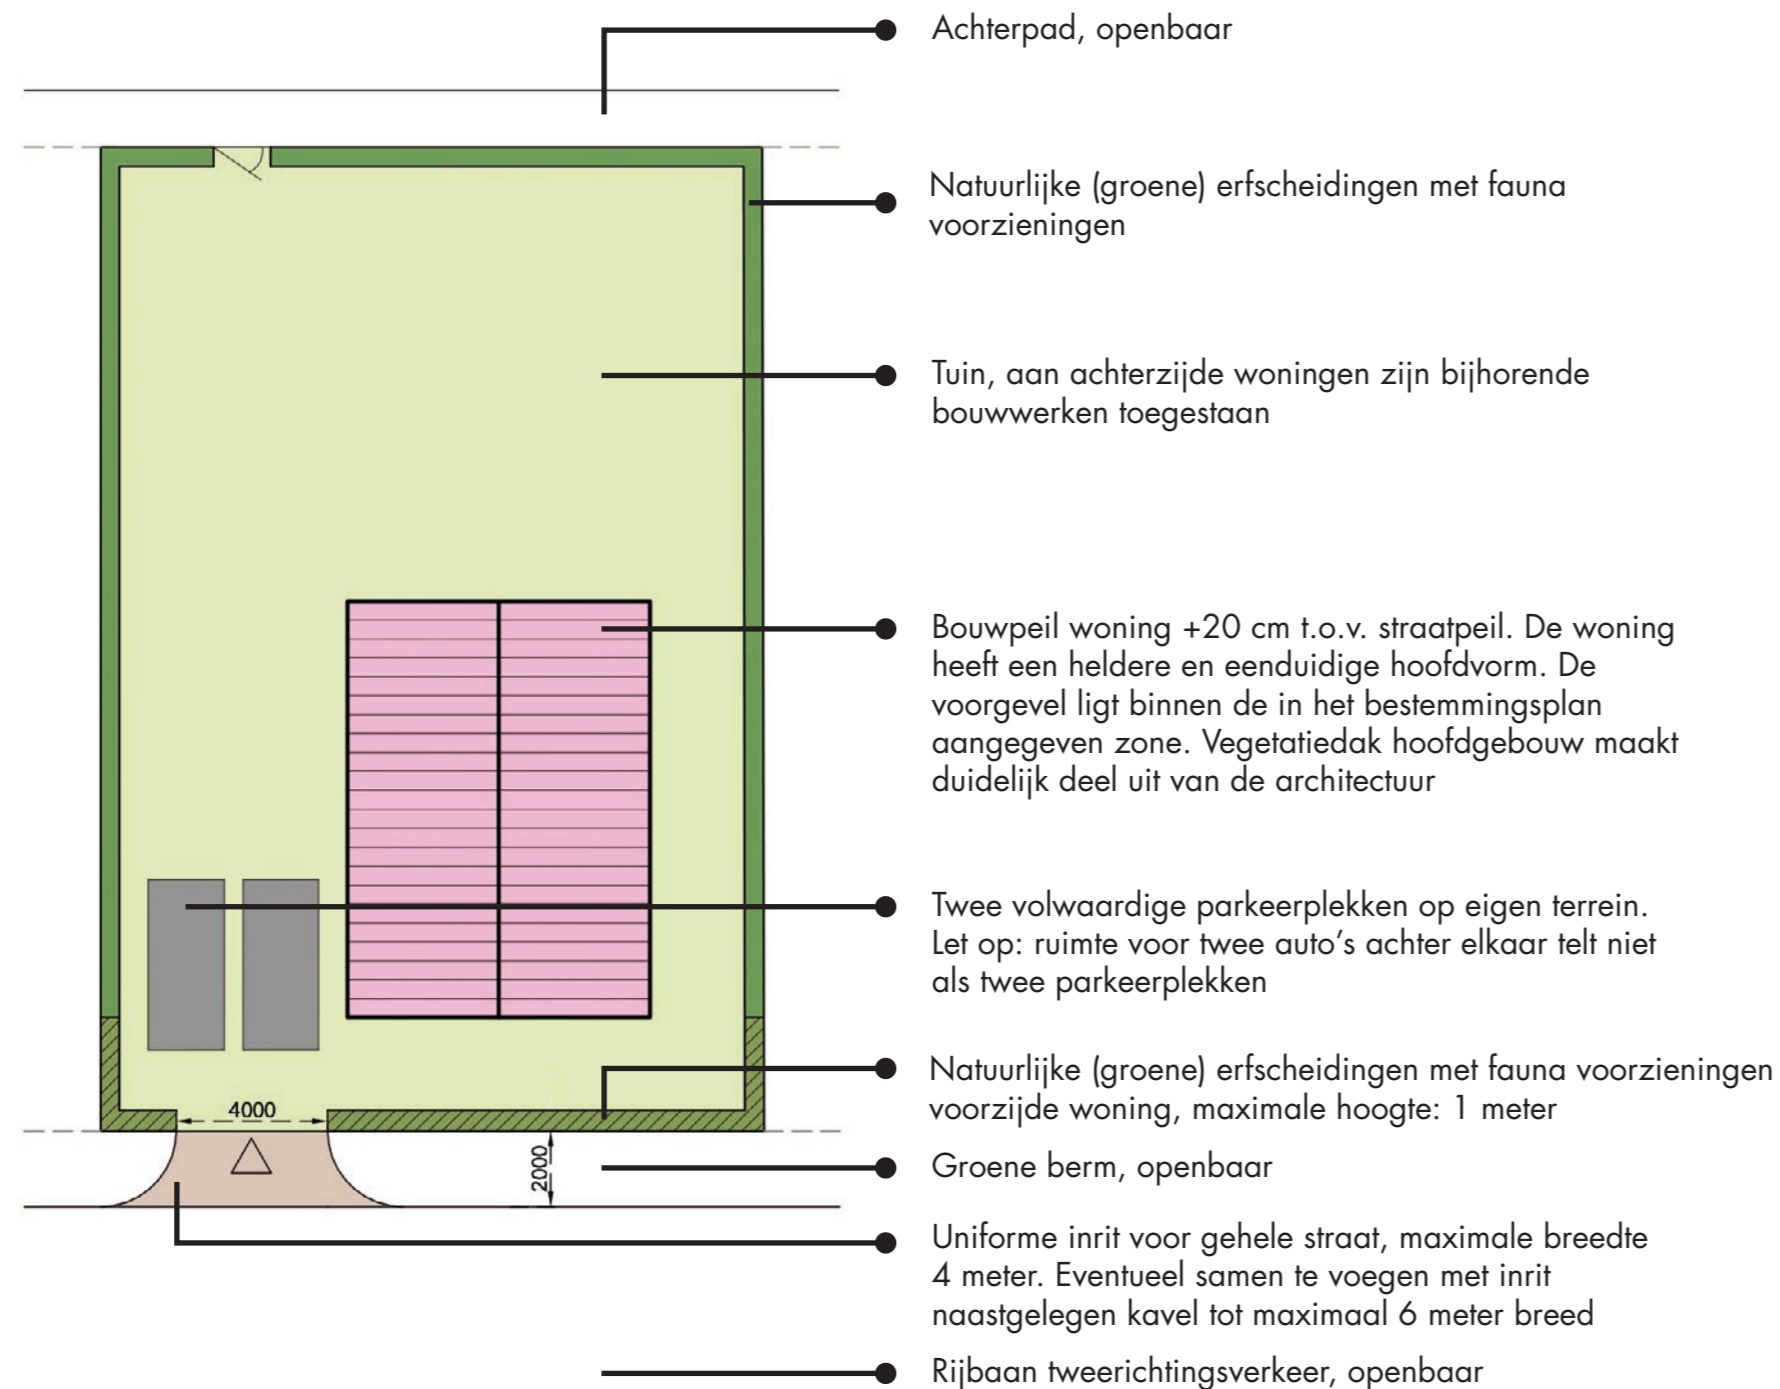 Achterpad, openbaar
Natuurlijke (groene) erfscheidingen met fauna
voorzieningen
Tuin, aan achterzijde woningen zijn bijhorende
bouwwerken toegestaan
Bouwpeil woning +20 cm t.o.v. straatpeil. De woning
heeft een heldere en eenduidige hoofdvorm. De
voorgevel ligt binnen de in het bestemmingsplan
aangegeven zone. Vegetatiedak hoofdgebouw maakt
duidelijk deel uit van de architectuur
Twee volwaardige parkeerplekken op eigen terrein.
Let op: ruimte voor twee auto's achter elkaar telt niet
als twee parkeerplekken
Natuurlijke (groene) erfscheidingen met fauna voorzieningen
voorzijde woning, maximale hoogte: 1 meter
4000
2000
Groene berm, openbaar
Uniforme inrit voor gehele straat, maximale breedte
4 meter. Eventueel samen te voegen met inrit
naastgelegen kavel tot maximaal 6 meter breed
Rijbaan tweerichtingsverkeer, openbaar